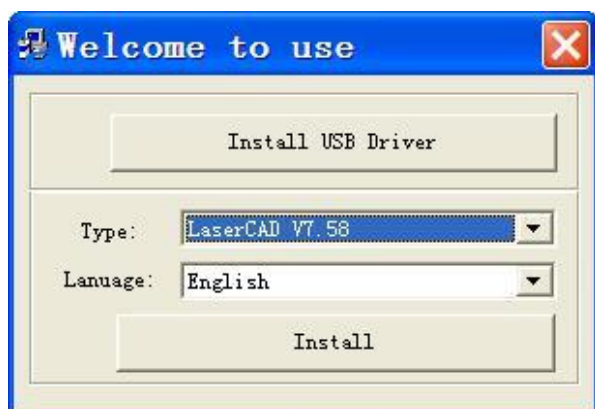 Welcome to use
Install USB Driver
Type: LaserCAD V7.58
Lanuage: English
Install